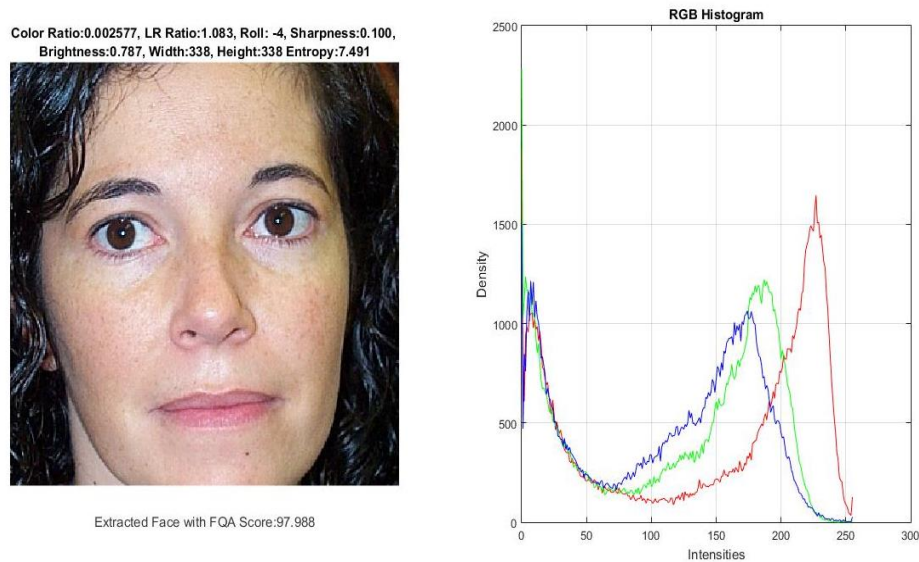 Color Ratio:0.002577, LR Ratio:1.083, Roll: -4, Sharpness:0.100,
Brightness:0.787, Width:338, Height:338 Entropy:7.491
Extracted Face with FQA Score:97.988
RGB Histogram
2500
2000
1500
1000
500
0
Density
0 50 100 150 200 250 300
Intensities